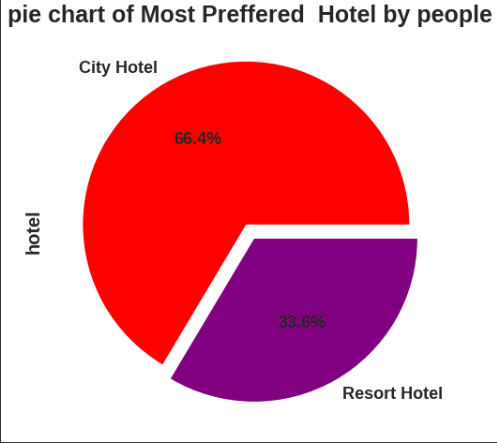 pie chart of Most Preffered  Hotel by people
City Hotel
66.4%
hotel
33.6%
Resort Hotel